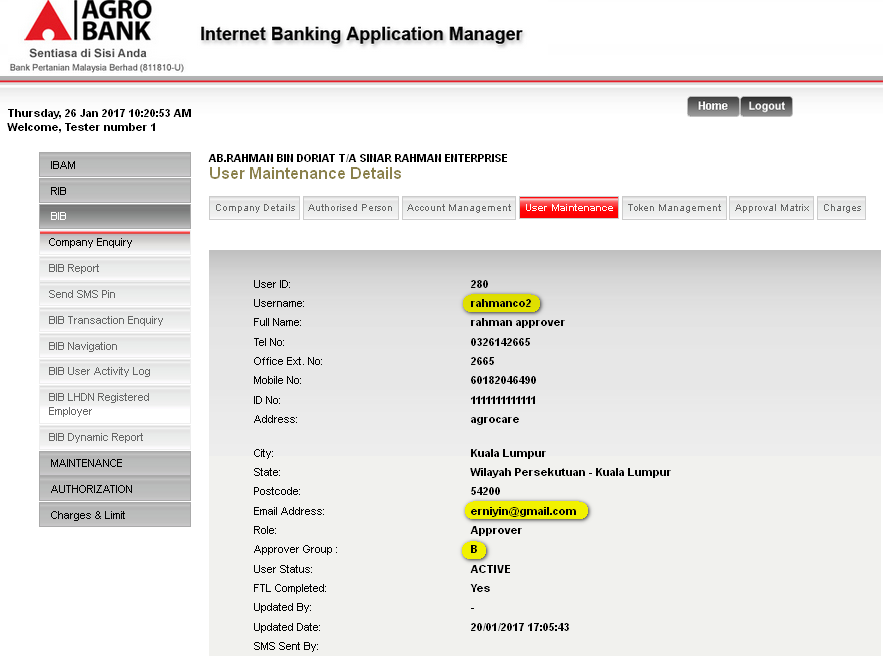 AGRO
BANK
Sentiasa di Sisi Anda
Bank Pertanian Malaysia Berhad (811810-U)
Internet Banking Application Manager
Thursday, 26 Jan 2017 10:20:53 AM
Welcome, Tester number 1
Home Logout
IBAM
RIB
BIB
Company Enquiry
BIB Report
Send SMS Pin
BIB Transaction Enquiry
BIB Navigation
BIB User Activity Log
BIB LHDN Registered
Employer
BIB Dynamic Report
MAINTENANCE
AUTHORIZATION
Charges & Limit
AB.RAHMAN BIN DORIAT T/A SINAR RAHMAN ENTERPRISE
User Maintenance Details
Company Details Authorised Person Account Management User Maintenance Token Management Approval Matrix Charges
User ID: 280
Username: rahmanco2
Full Name: rahman approver
Tel No: 0326142665
Office Ext. No: 2665
Mobile No: 60182046490
ID No: 111111111111
Address: agrocare
City: Kuala Lumpur
State: Wilayah Persekutuan - Kuala Lumpur
Postcode: 54200
Email Address: erniyin@gmail.com
Role: Approver
Approver Group : B
User Status: ACTIVE
FTL Completed: Yes
Updated By: -
Updated Date: 20/01/2017 17:05:43
SMS Sent By: